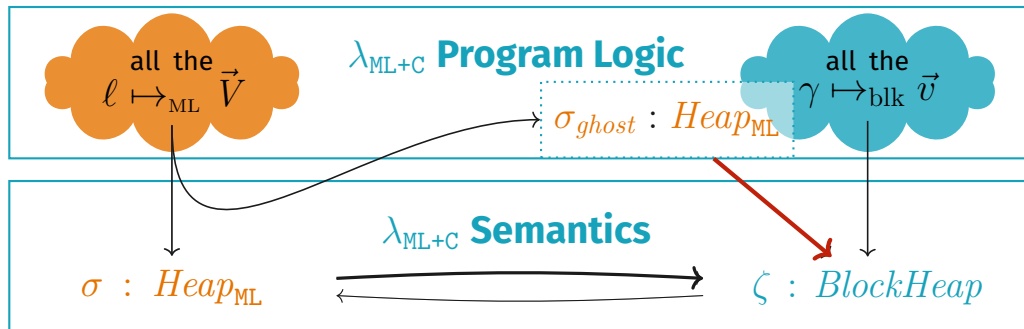 all the
ℓ ↦ML V⃗
λML+C Program Logic
σghost : HeapML
all the
γ ↦blk v⃗
λML+C Semantics
σ : HeapML
ζ : BlockHeap